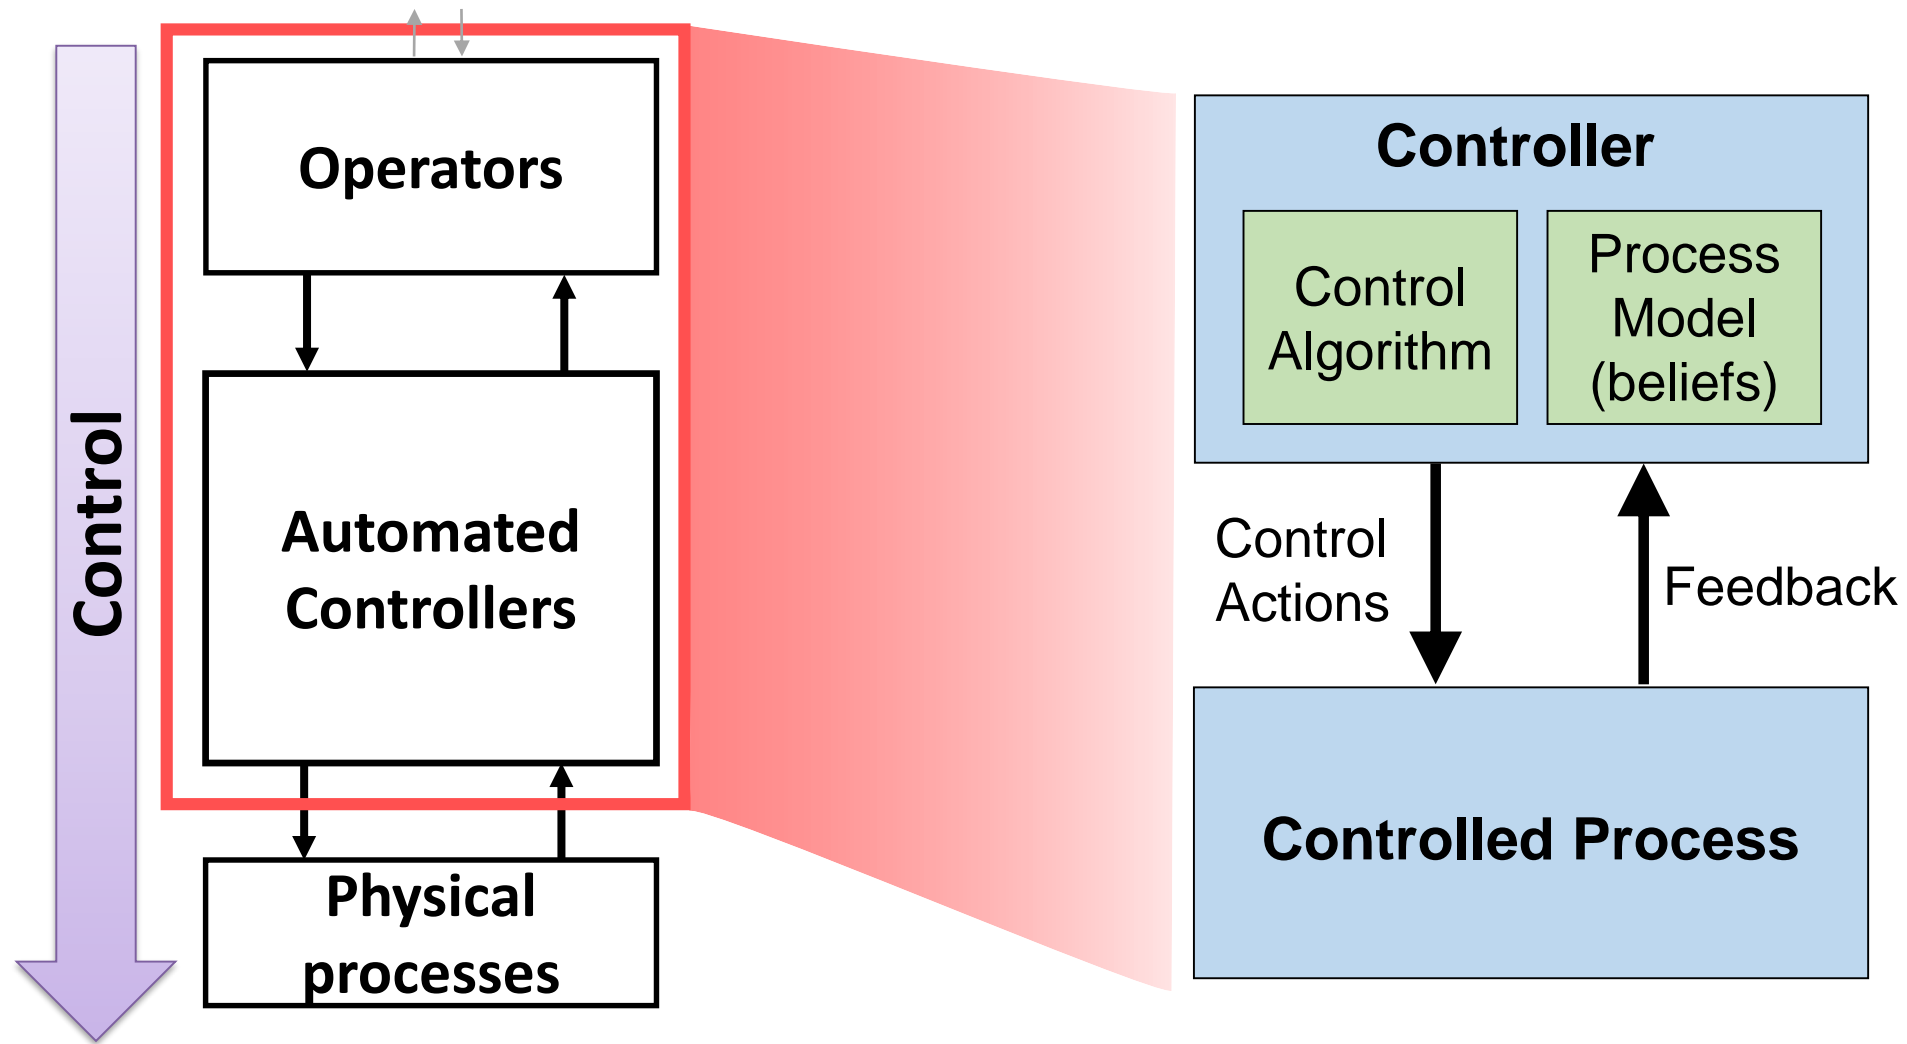 Control
Operators
Automated
Controllers
Physical
processes
Controller
Control
Algorithm
Process
Model
(beliefs)
Control
Actions
Feedback
Controlled Process